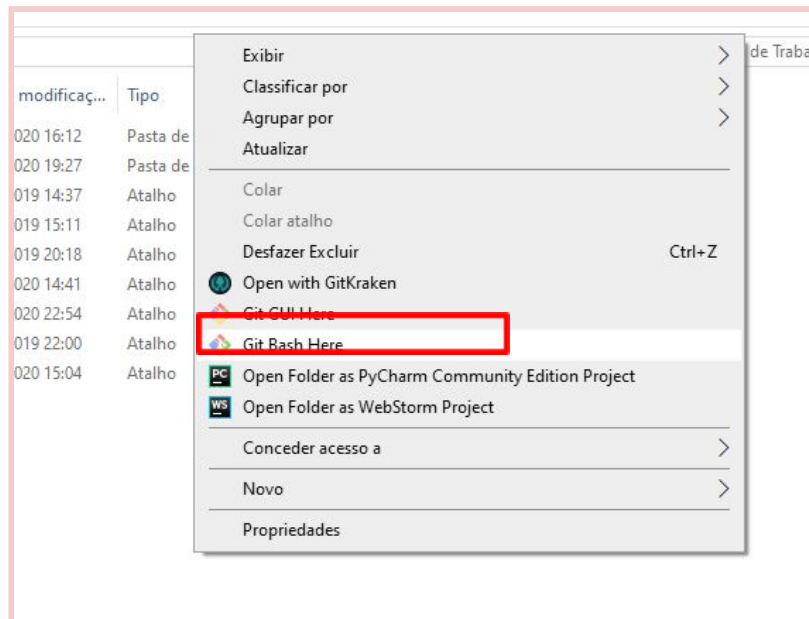 de Traba
modificaç...
Tipo
020 16:12
Pasta de
020 19:27
Pasta de
019 14:37
Atalho
019 15:11
Atalho
019 20:18
Atalho
020 14:41
Atalho
020 22:54
Atalho
019 22:00
Atalho
020 15:04
Atalho
Exibir
Classificar por
Agrupar por
Atualizar
Colar
Colar atalho
Desfazer Excluir
Ctrl+Z
Open with GitKraken
Git GUI Here
Git Bash Here
PC
Open Folder as PyCharm Community Edition Project
WS
Open Folder as WebStorm Project
Conceder acesso a
Novo
Propriedades